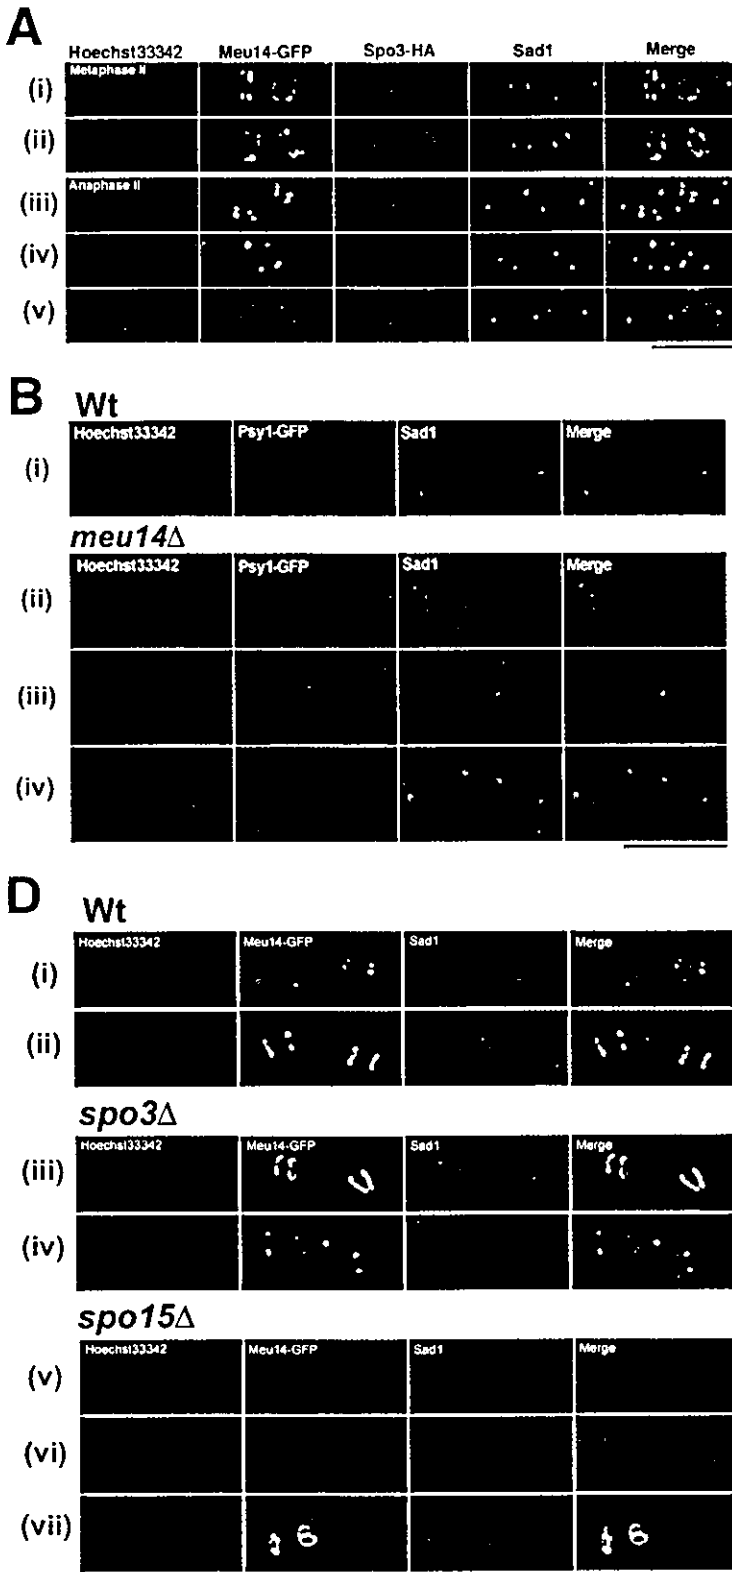 A
Hoechst33342 Meu14-GFP Spo3-HA Sad1 Merge
(i) Metaphase II
(ii)
(iii) Anaphase II
(iv)
(v)
B Wt
Hoechst33342 Psy1-GFP Sad1 Merge
(i)
meu14Δ
Hoechst33342 Psy1-GFP Sad1 Merge
(ii)
(iii)
(iv)
D Wt
Hoechst33342 Meu14-GFP Sad1 Merge
(i)
(ii)
spo3Δ
Hoechst33342 Meu14-GFP Sad1 Merge
(iii)
(iv)
spo15Δ
Hoechst33342 Meu14-GFP Sad1 Merge
(v)
(vi)
(vii)